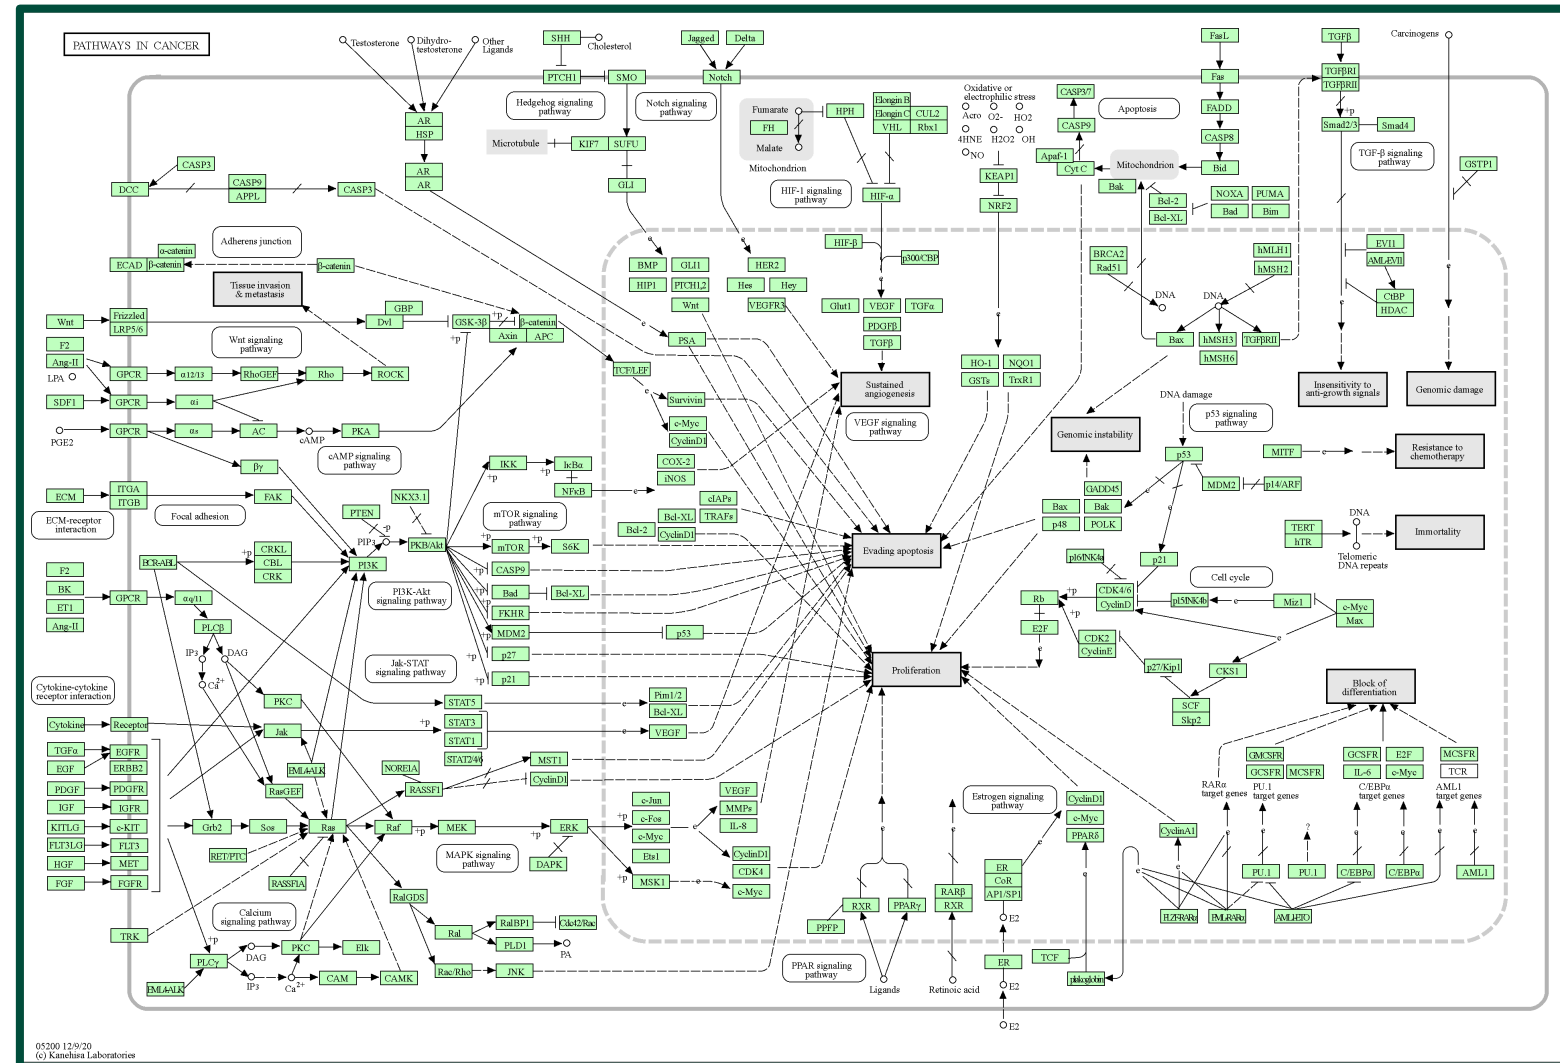 PATHWAYS IN CANCER
Testosterone
Dihydro-
testosterone
Other
Ligands
SHH
Cholesterol
PTCH1
SMO
Hedgehog signaling
pathway
Microtubule
KIF7
SUFU
GLI
Jagged
Delta
Notch
Notch signaling
pathway
AR
HSP
AR
AR
Fumarate
FH
Malate
Mitochondrion
HPH
Elongin B
Elongin C
CUL2
VHL
Rbx1
HIF-1 signaling
pathway
HIF-α
Oxidative or
electrophilic stress
Acro
O2-
HO2
4HNE
H2O2
OH
NO
KEAP1
NRF2
CASP3/7
CASP9
Apaf-1
Cyt C
Apoptosis
Mitochondrion
FasL
Fas
FADD
CASP8
Bid
Bak
Bcl-2
Bcl-XL
NOXA
PUMA
Bad
Bim
TGFβ
TGFβRI
TGFβRII
+p
Smad2/3
Smad4
TGF-β signaling
pathway
Carcinogens
GSTP1
DCC
CASP3
CASP9
APPL
CASP3
Adherens junction
α-catenin
ECAD
β-catenin
β-catenin
Tissue invasion
& metastasis
Wnt
Frizzled
LRP5/6
GBP
Dvl
GSK-3β
+p
β-catenin
Axin
APC
+p
Wnt signaling
pathway
F2
Ang-II
LPA
GPCR
α12/13
RhoGEF
Rho
ROCK
SDF1
GPCR
αi
PGE2
GPCR
αs
AC
cAMP
PKA
cAMP signaling
pathway
βγ
TCF/LEF
HIF-β
p300/CBP
BMP
GLI1
HIP1
PTCH1,2
Wnt
HER2
Hes
Hey
VEGFR3
Glut1
VEGF
TGFα
PDGFβ
TGFβ
PSA
Sustained
angiogenesis
VEGF signaling
pathway
HO-1
NQO1
GSTs
TrxR1
BRCA2
Rad51
DNA
hMLH1
hMSH2
DNA
Bax
hMSH3
TGFβRII
hMSH6
EVI1
AML-EVI1
CtBP
HDAC
Insensitivity to
anti-growth signals
Genomic damage
Genomic instability
DNA damage
p53 signaling
pathway
p53
MDM2
p14/ARF
MITF
Resistance to
chemotherapy
Survivin
c-Myc
CyclinD1
COX-2
iNOS
IKK
+p
IκBα
+p
NFκB
mTOR signaling
pathway
ECM
ITGA
ITGB
FAK
ECM-receptor
interaction
Focal adhesion
PTEN
-p
NKX3.1
PIP3
+p
PKB/Akt
PI3K
cIAPs
Bcl-XL
TRAFs
Bcl-2
CyclinD1
+p
mTOR
+p
S6K
+p
CASP9
+p
Bad
Bcl-XL
+p
FKHR
+p
MDM2
p53
+p
p27
+p
p21
PI3K-Akt
signaling pathway
Jak-STAT
signaling pathway
Evading apoptosis
GADD45
Bax
Bak
p48
POLK
p21
p16/INK4a
Cell cycle
Rb
+p
CDK4/6
CyclinD
p15/INK4b
Miz1
c-Myc
Max
E2F
+p
CDK2
CyclinE
p27/Kip1
CKS1
SCF
Skp2
TERT
hTR
DNA
Telomeric
DNA repeats
Immortality
BCR-ABL
+p
CRKL
CBL
CRK
F2
BK
ET1
Ang-II
GPCR
αq/11
PLCβ
IP3
DAG
Ca2+
Cytokine-cytokine
receptor interaction
PKC
Cytokine
Receptor
Jak
+p
STAT5
STAT3
STAT1
STAT2/4/6
Pim1/2
Bcl-XL
VEGF
Proliferation
Block of
differentiation
TGFα
EGFR
EGF
ERBB2
PDGF
PDGFR
IGF
IGFR
KITLG
c-KIT
FLT3LG
FLT3
HGF
MET
FGF
FGFR
EML4-ALK
RasGEF
NORE1A
RASSF1
MST1
CyclinD1
Grb2
Sos
Ras
Raf
+p
MEK
+p
ERK
DAPK
RET/PTC
RASSF1A
MAPK signaling
pathway
+p
c-Jun
c-Fos
c-Myc
Ets1
+p
MSK1
VEGF
MMPs
IL-8
CyclinD1
CDK4
c-Myc
Estrogen signaling
pathway
CyclinD1
c-Myc
PPARδ
CyclinA1
RARα
target genes
GMCSFR
GCSFR
MCSFR
PU.1
target genes
GCSFR
E2F
IL-6
c-Myc
C/EBPα
target genes
MCSFR
TCR
AML1
target genes
?
PU.1
PU.1
C/EBPα
C/EBPα
AML1
PLZF-RARα
PML-RARα
AML1-ETO
ER
CoR
AP1/SP1
E2
ER
E2
E2
TCF
plakoglobin
RXR
PPARγ
PPFP
RARβ
RXR
PPAR signaling
pathway
Ligands
Retinoic acid
TRK
Calcium
signaling pathway
+p
PLCγ
EML4-ALK
DAG
IP3
Ca2+
PKC
Elk
CAM
CAMK
RalGDS
Ral
RalBP1
Cdc42/Rac
PLD1
PA
Rac/Rho
JNK
05200 12/9/20
(c) Kanehisa Laboratories